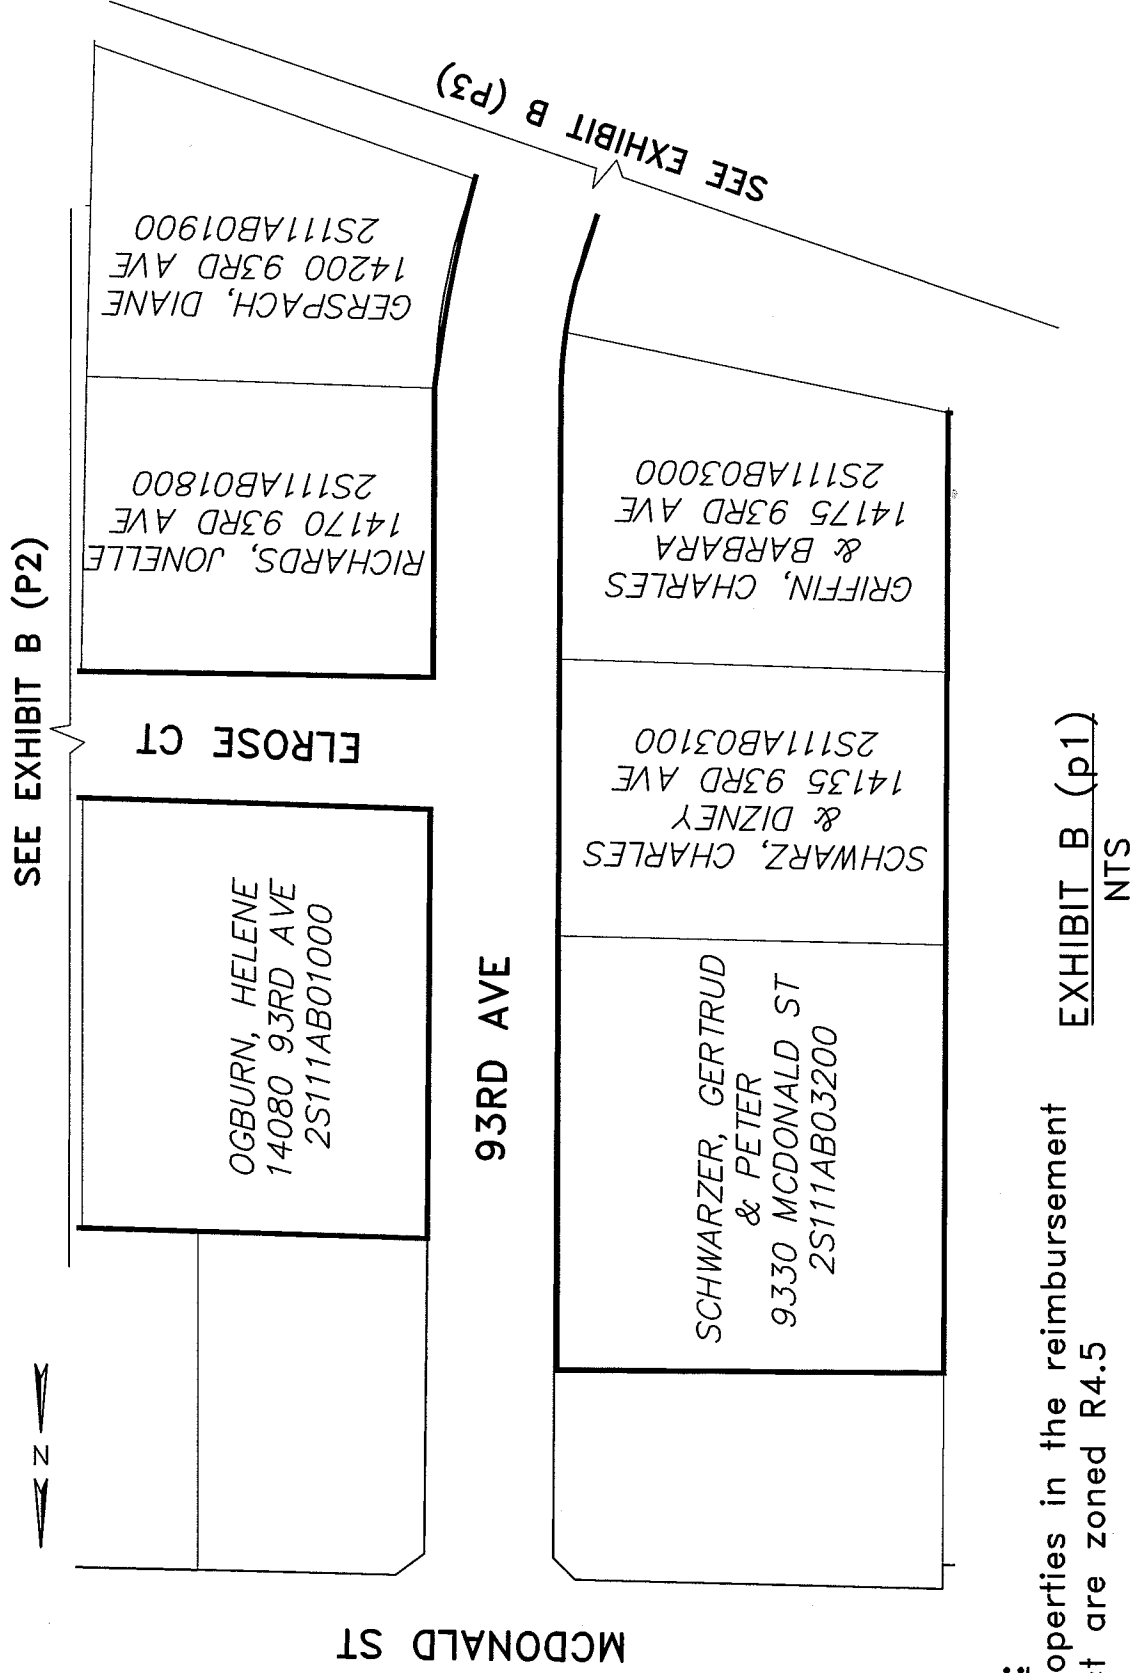 SEE EXHIBIT B (P2)
SEE EXHIBIT B (P3)
GERSPACH, DIANE
14200 93RD AVE
2S111AB01900
RICHARDS, JONELLE
14170 93RD AVE
2S111AB01800
ELROSE CT
OGBURN, HELENE
14080 93RD AVE
2S111AB01000
93RD AVE
GRIFFIN, CHARLES
& BARBARA
14175 93RD AVE
2S111AB03000
SCHWARZ, CHARLES
& DIZNEY
14135 93RD AVE
2S111AB03100
SCHWARZER, GERTRUD
& PETER
9330 MCDONALD ST
2S111AB03200
N
MCDONALD ST
EXHIBIT B (p1)
NTS
operties in the reimbursement
t are zoned R4.5